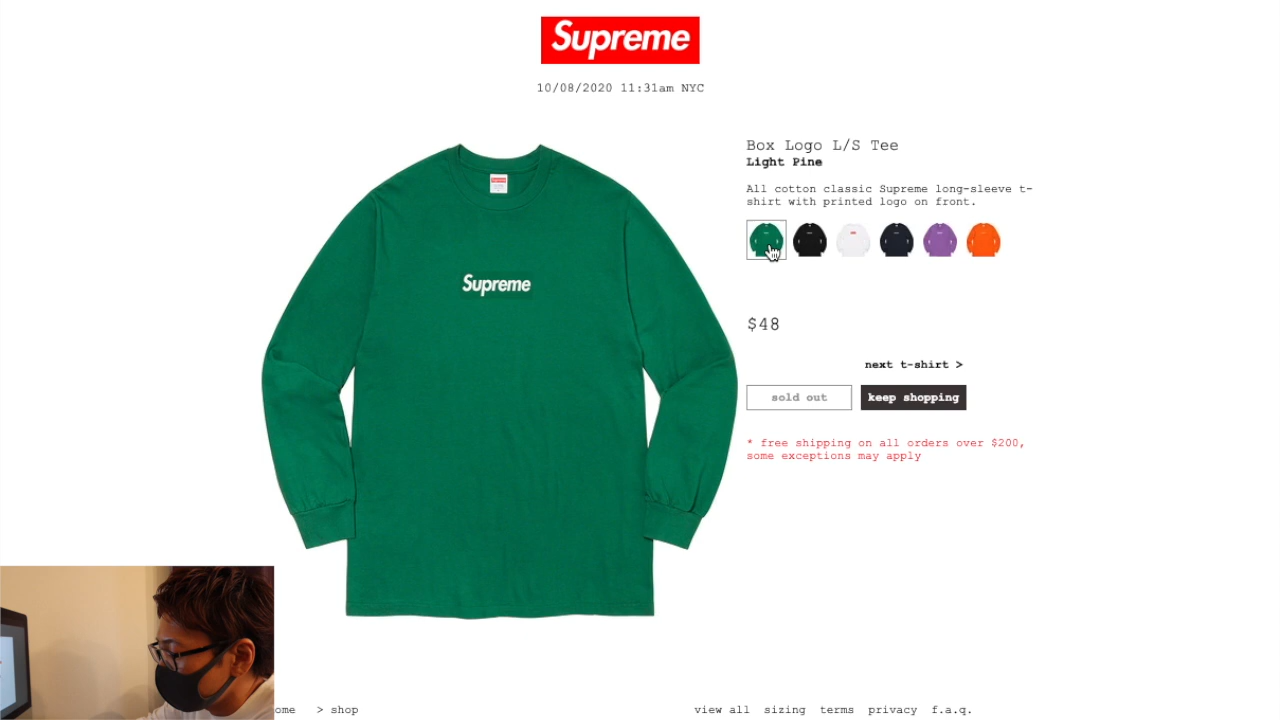 Supreme
10/08/2020 11:31am NYC
Box Logo L/S Tee
Light Pine
All cotton classic Supreme long-sleeve t-
shirt with printed logo on front.
Supreme
Supreme
$48
next t-shirt >
sold out
keep shopping
* free shipping on all orders over $200,
some exceptions may apply
ome > shop
view all sizing terms privacy f.a.q.